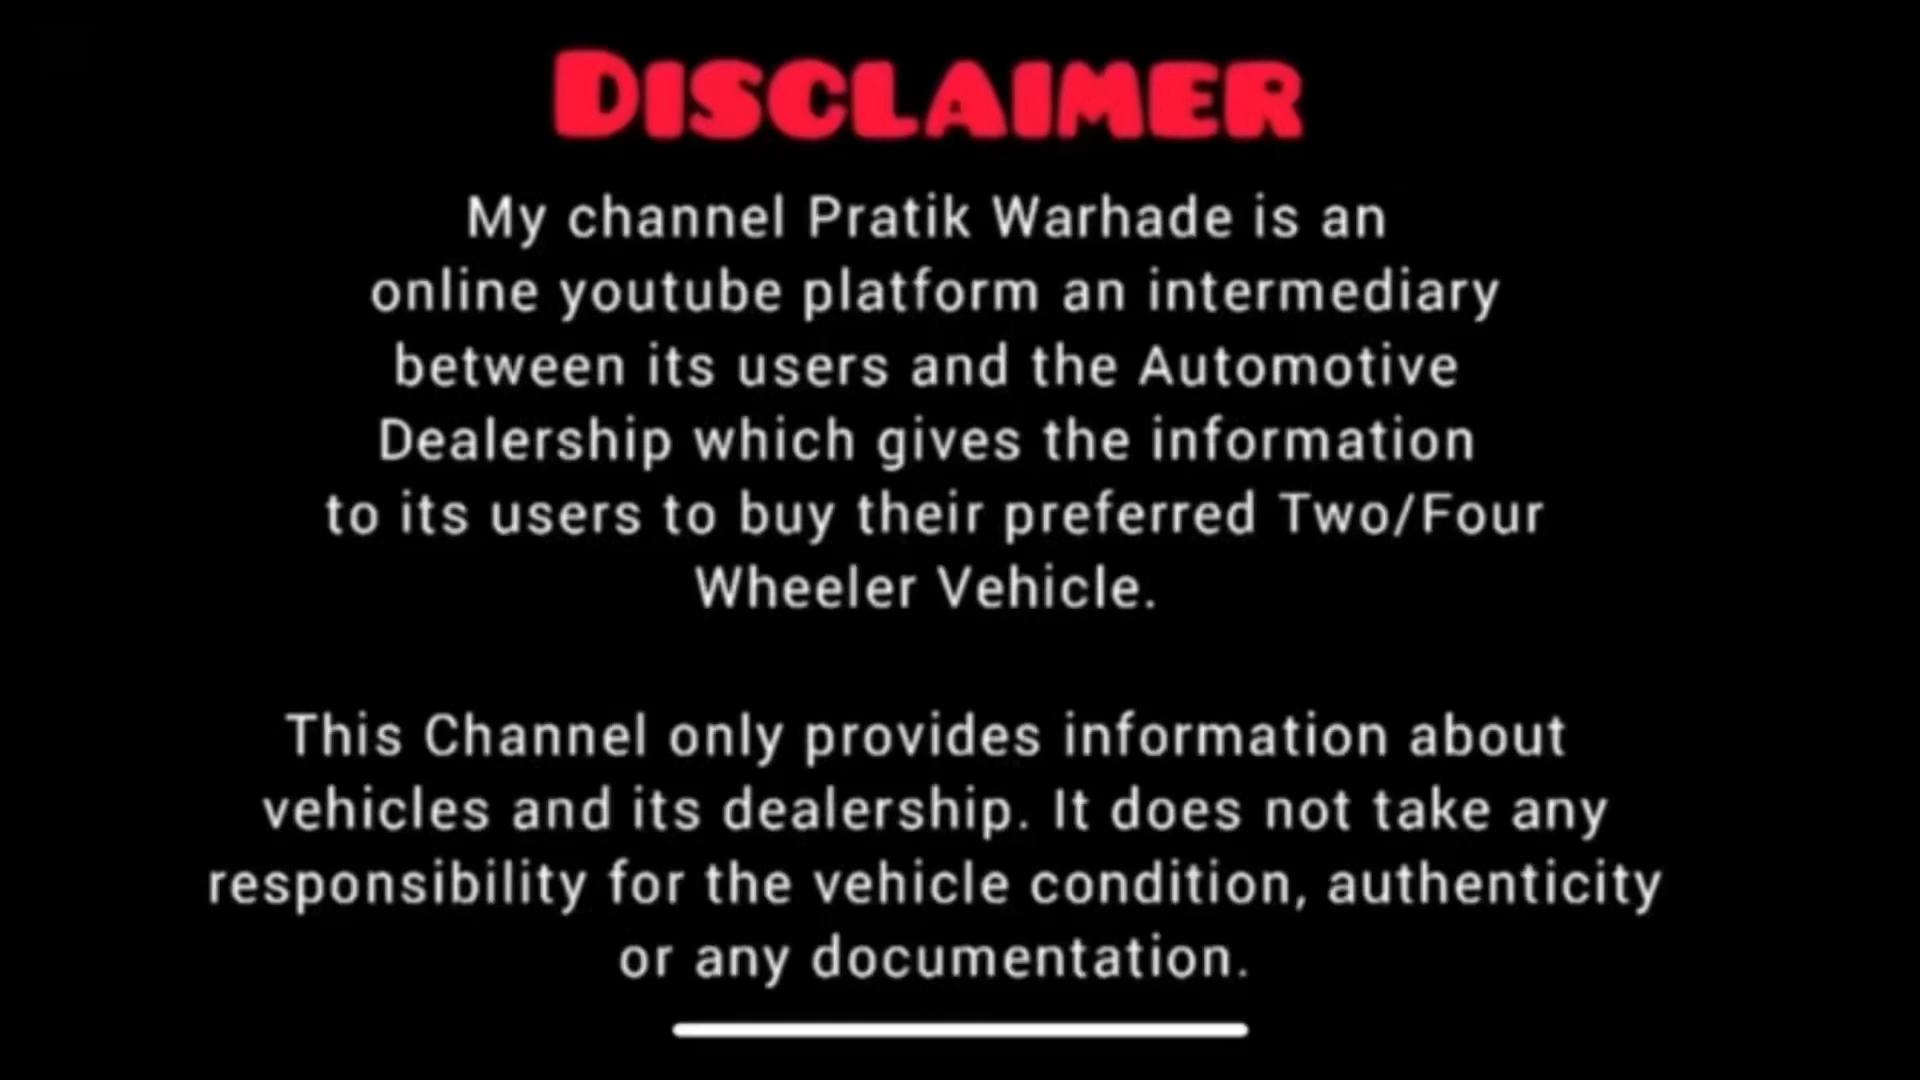 DISCLAIMER
My channel Pratik Warhade is an
online youtube platform an intermediary
between its users and the Automotive
Dealership which gives the information
to its users to buy their preferred Two/Four
Wheeler Vehicle.
This Channel only provides information about
vehicles and its dealership. It does not take any
responsibility for the vehicle condition, authenticity
or any documentation.